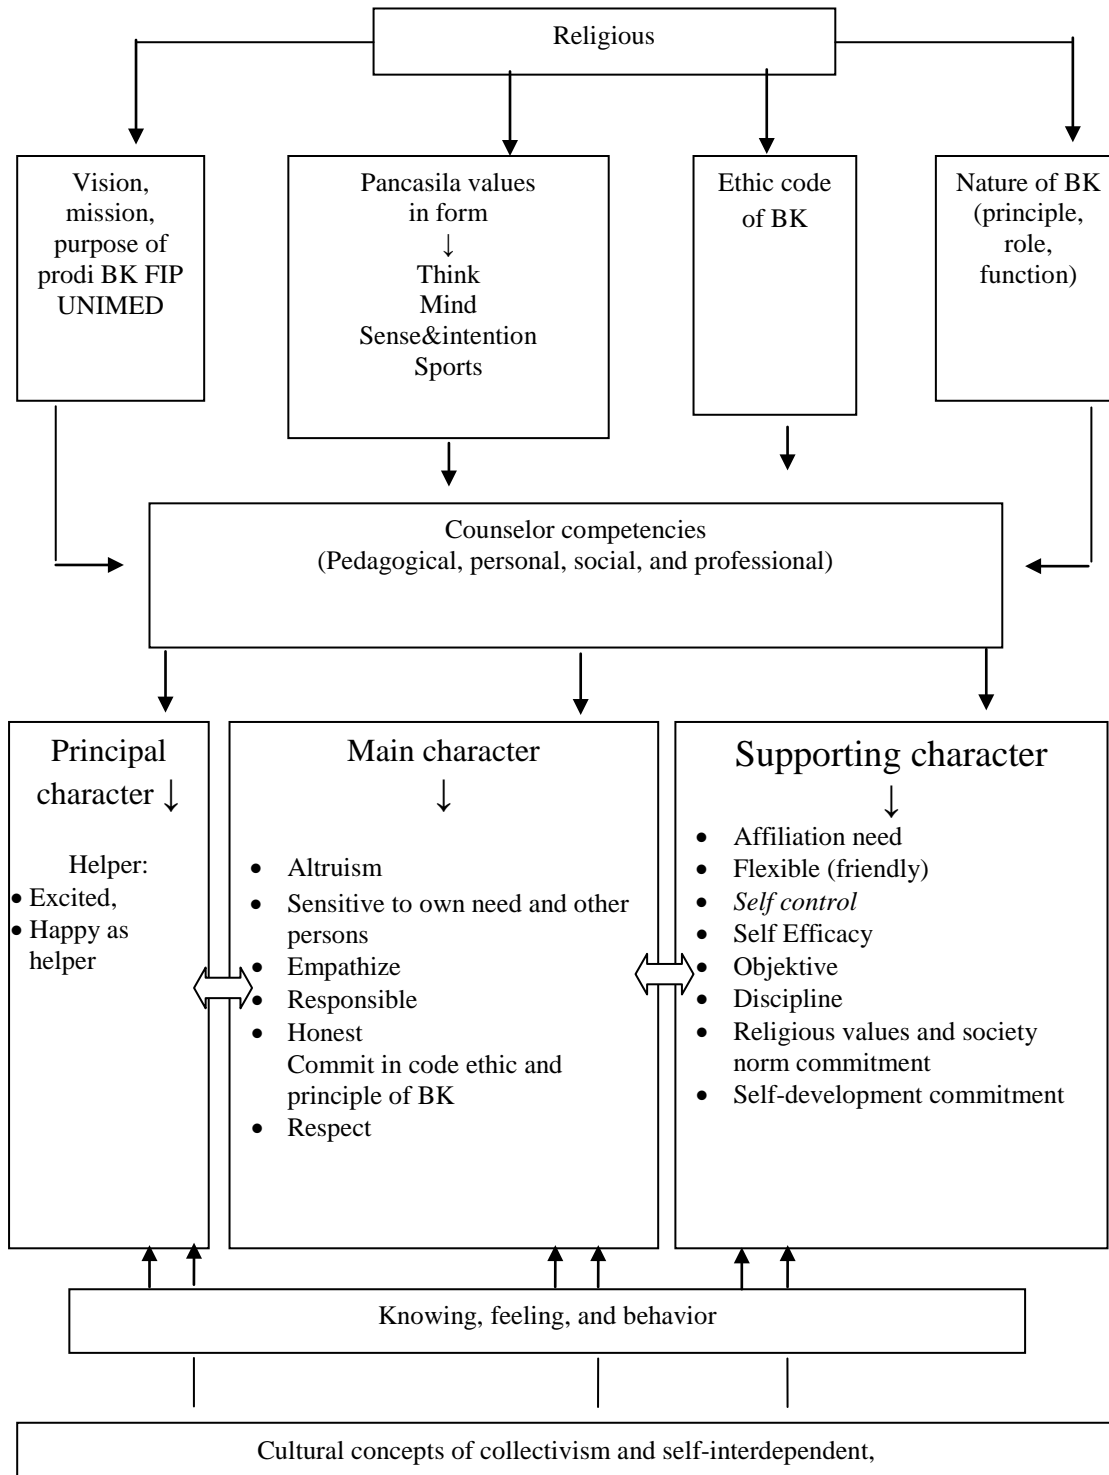 Religious
Vision,
mission,
purpose of
prodi BK FIP
UNIMED
Pancasila values
in form
↓
Think
Mind
Sense&intention
Sports
Ethic code
of BK
Nature of BK
(principle,
role,
function)
Counselor competencies
(Pedagogical, personal, social, and professional)
Principal
character ↓
Helper:
• Excited,
• Happy as
helper
Main character
↓
• Altruism
• Sensitive to own need and other
persons
• Empathize
• Responsible
• Honest
Commit in code ethic and
principle of BK
• Respect
Supporting character
↓
• Affiliation need
• Flexible (friendly)
• Self control
• Self Efficacy
• Objektive
• Discipline
• Religious values and society
norm commitment
• Self-development commitment
Knowing, feeling, and behavior
Cultural concepts of collectivism and self-interdependent,